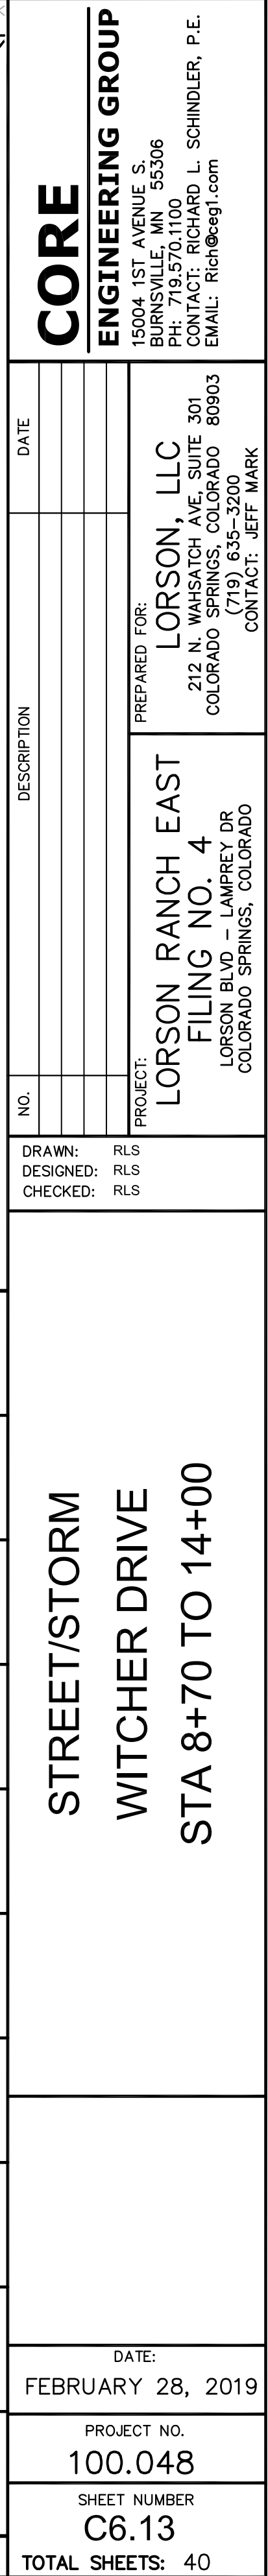 CORE
ENGINEERING GROUP
15004 1ST AVENUE S.
BURNSVILLE, MN 55306
PH: 719.570.1100
CONTACT: RICHARD L. SCHINDLER, P.E.
EMAIL: Rich@ceg1.com
NO. DESCRIPTION DATE
PREPARED FOR:
LORSON, LLC
212 N. WAHSATCH AVE, SUITE 301
COLORADO SPRINGS, COLORADO 80903
(719) 635-3200
CONTACT: JEFF MARK
PROJECT:
LORSON RANCH EAST
FILING NO. 4
LORSON BLVD - LAMPREY DR
COLORADO SPRINGS, COLORADO
DRAWN: RLS
DESIGNED: RLS
CHECKED: RLS
STREET/STORM
WITCHER DRIVE
STA 8+70 TO 14+00
DATE:
FEBRUARY 28, 2019
PROJECT NO.
100.048
SHEET NUMBER
C6.13
TOTAL SHEETS: 40